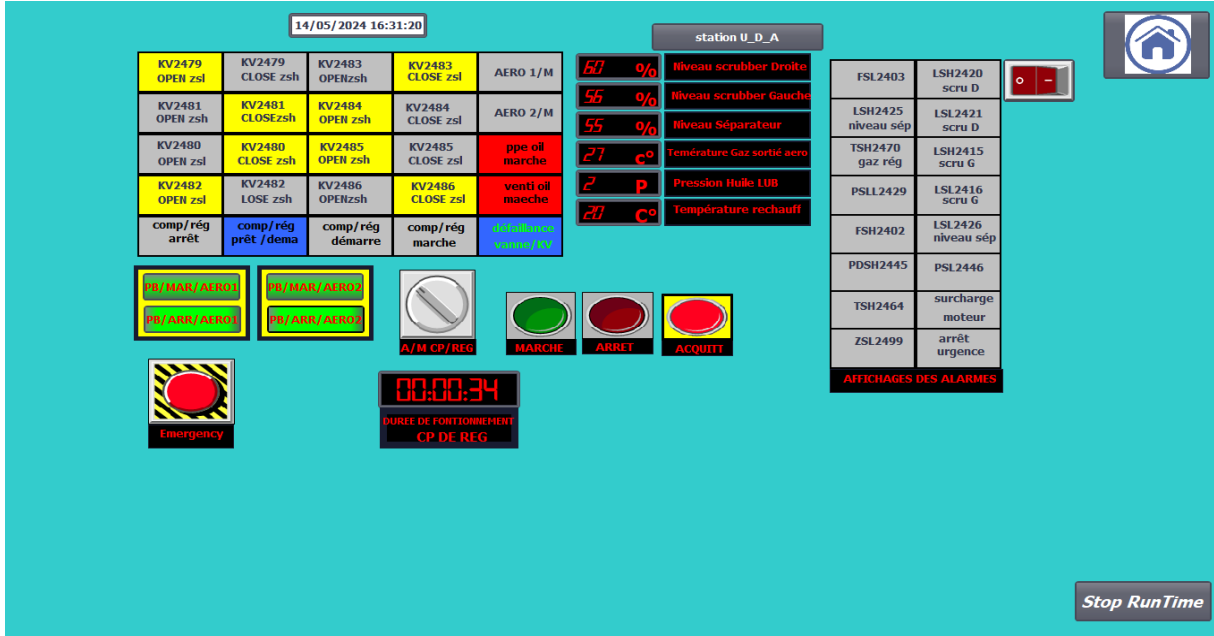 14/05/2024 16:31:20
station U_D_A
KV2479
OPEN zsl
KV2479
CLOSE zsh
KV2483
OPENzsh
KV2483
CLOSE zsl
AERO 1/M
KV2481
OPEN zsh
KV2481
CLOSEzsh
KV2484
OPEN zsh
KV2484
CLOSE zsl
AERO 2/M
KV2480
OPEN zsl
KV2480
CLOSE zsh
KV2485
OPEN zsh
KV2485
CLOSE zsl
ppe oil
marche
KV2482
OPEN zsl
KV2482
LOSE zsh
KV2486
OPENzsh
KV2486
CLOSE zsl
venti oil
maeche
comp/rég
arrêt
comp/rég
prêt /dema
comp/rég
démarre
comp/rég
marche
défaillance
vanne/KV
60 % Niveau scrubber Droite
56 % Niveau scrubber Gauche
55 % Niveau Séparateur
27 c° Temérature Gaz sortié aero
2 P Pression Huile LUB
20 C° Température rechauff
FSL2403
LSH2420
scru D
LSH2425
niveau sép
LSL2421
scru D
TSH2470
gaz rég
LSH2415
scru G
PSLL2429
LSL2416
scru G
FSH2402
LSL2426
niveau sép
PDSH2445
PSL2446
TSH2464
surcharge
moteur
ZSL2499
arrêt
urgence
AFFICHAGES DES ALARMES
PB/MAR/AERO1
PB/ARR/AERO1
PB/MAR/AERO2
PB/ARR/AERO2
A/M CP/REG
MARCHE
ARRET
ACQUITT
Emergency
00:00:34
DUREE DE FONTIONNEMENT
CP DE REG
Stop RunTime